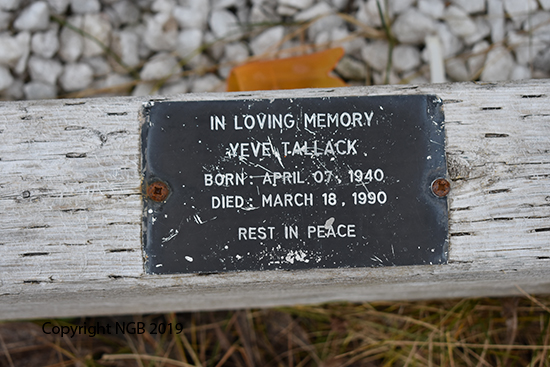 IN LOVING MEMORY
YEVE TALLACK
BORN: APRIL 07, 1940
DIED: MARCH 18, 1990
REST IN PEACE
Copyright NGB 2019